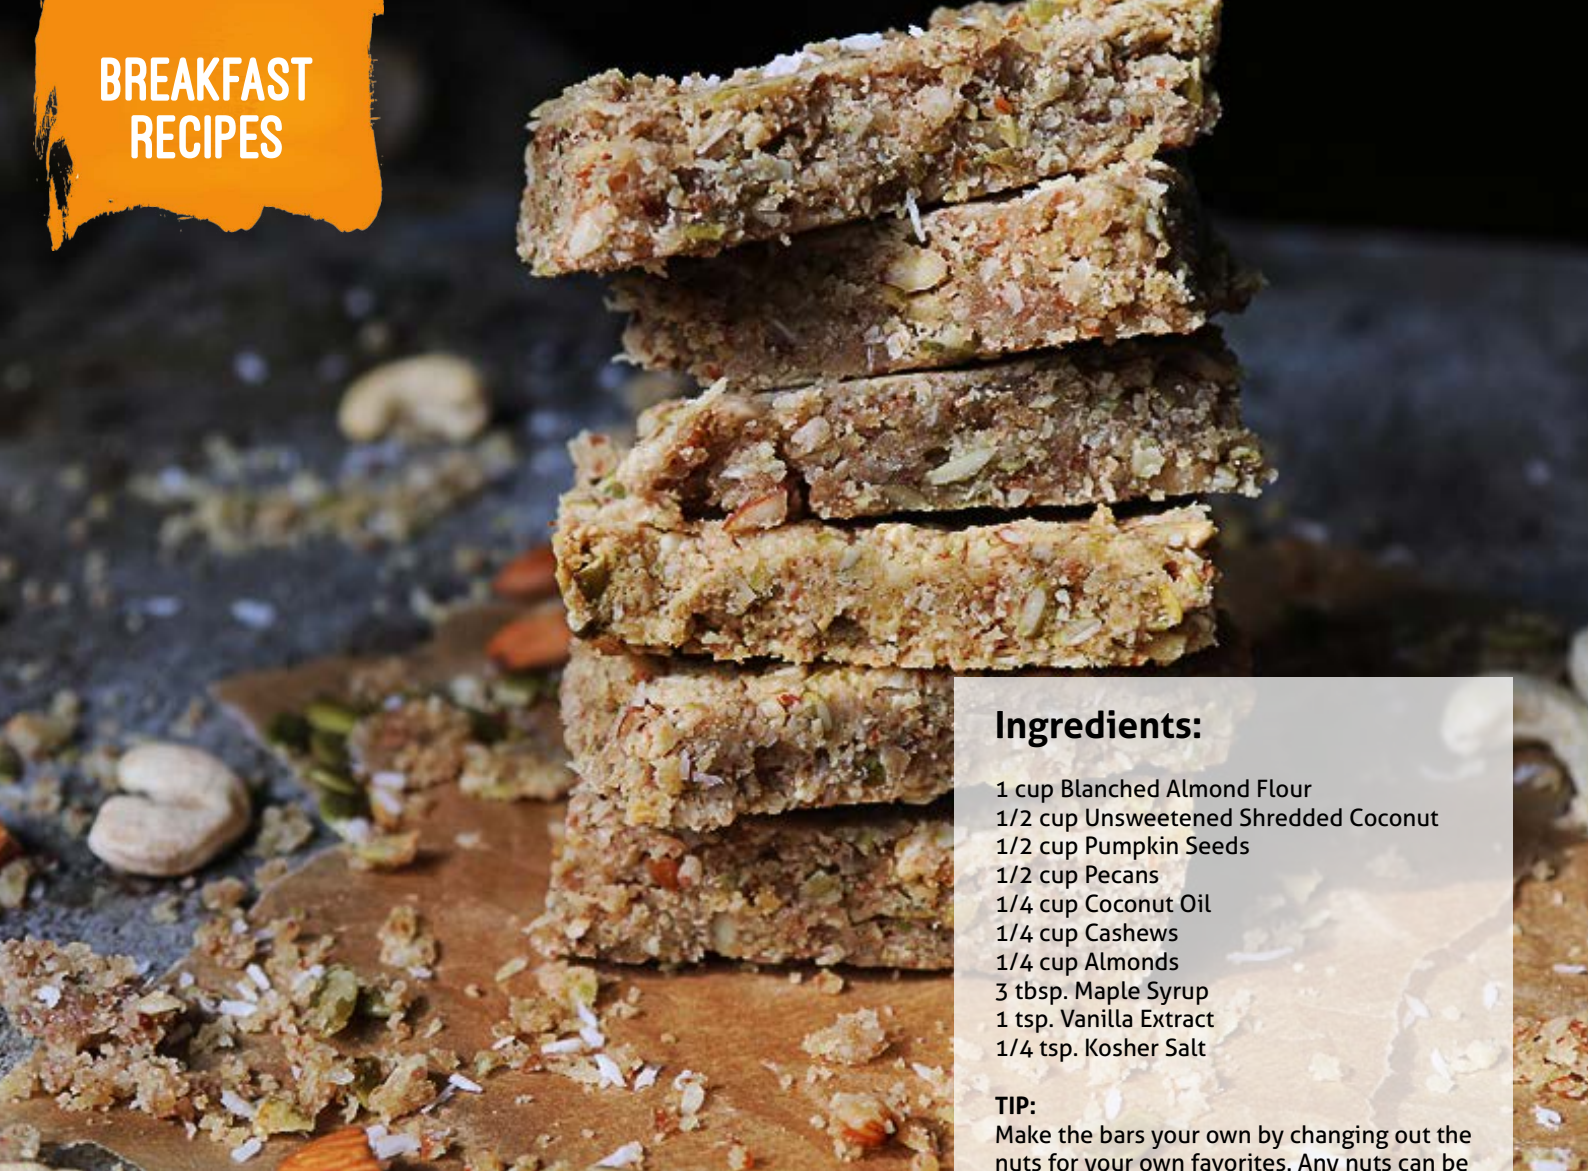 BREAKFAST
RECIPES
Ingredients:
1 cup Blanched Almond Flour
1/2 cup Unsweetened Shredded Coconut
1/2 cup Pumpkin Seeds
1/2 cup Pecans
1/4 cup Coconut Oil
1/4 cup Cashews
1/4 cup Almonds
3 tbsp. Maple Syrup
1 tsp. Vanilla Extract
1/4 tsp. Kosher Salt
TIP:
Make the bars your own by changing out the
nuts for your own favorites. Any nuts can be